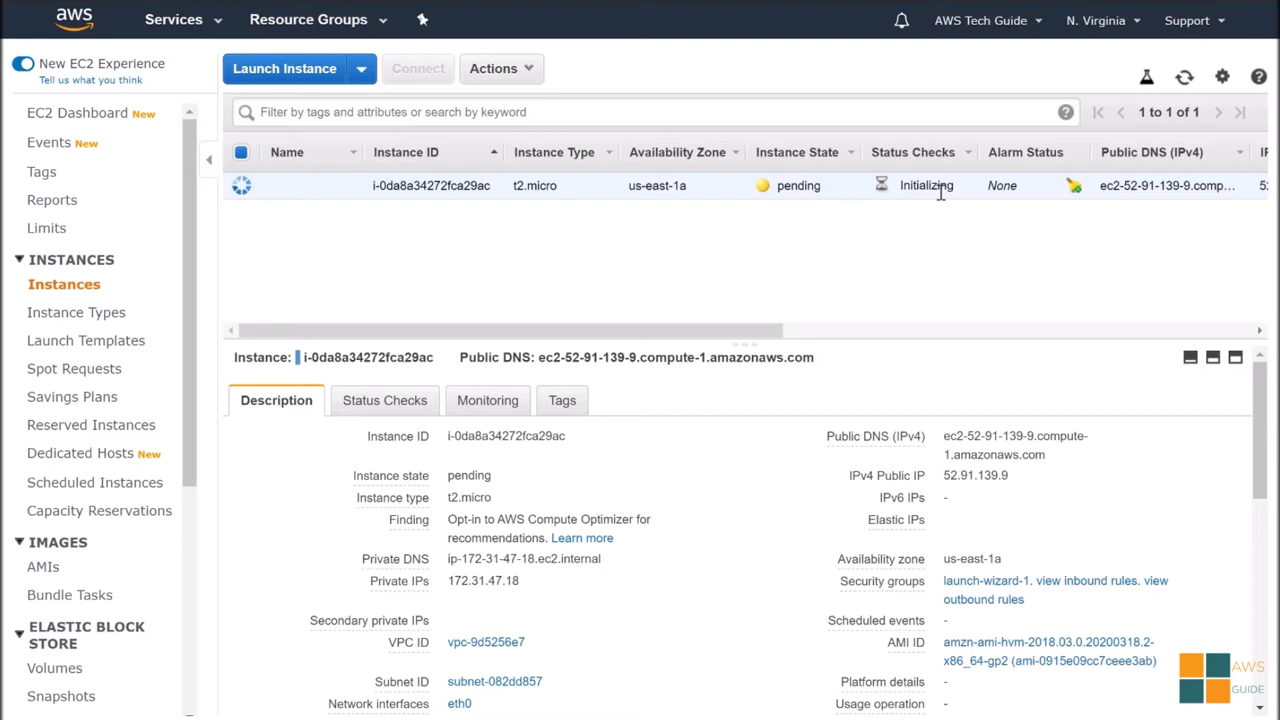 aws Services Resource Groups AWS Tech Guide N. Virginia Support
New EC2 Experience
Tell us what you think
EC2 Dashboard New
Events New
Tags
Reports
Limits
INSTANCES
Instances
Instance Types
Launch Templates
Spot Requests
Savings Plans
Reserved Instances
Dedicated Hosts New
Scheduled Instances
Capacity Reservations
IMAGES
AMIs
Bundle Tasks
ELASTIC BLOCK
STORE
Volumes
Snapshots
Launch Instance Connect Actions
Filter by tags and attributes or search by keyword 1 to 1 of 1
Name Instance ID Instance Type Availability Zone Instance State Status Checks Alarm Status Public DNS (IPv4)
i-0da8a34272fca29ac t2.micro us-east-1a pending Initializing None ec2-52-91-139-9.comp...
Instance: i-0da8a34272fca29ac Public DNS: ec2-52-91-139-9.compute-1.amazonaws.com
Description Status Checks Monitoring Tags
Instance ID i-0da8a34272fca29ac
Instance state pending
Instance type t2.micro
Finding Opt-in to AWS Compute Optimizer for
recommendations. Learn more
Private DNS ip-172-31-47-18.ec2.internal
Private IPs 172.31.47.18
Secondary private IPs
VPC ID vpc-9d5256e7
Subnet ID subnet-082dd857
Network interfaces eth0
Public DNS (IPv4) ec2-52-91-139-9.compute-
1.amazonaws.com
IPv4 Public IP 52.91.139.9
IPv6 IPs -
Elastic IPs
Availability zone us-east-1a
Security groups launch-wizard-1. view inbound rules. view
outbound rules
Scheduled events -
AMI ID amzn-ami-hvm-2018.03.0.20200318.2-
x86_64-gp2 (ami-0915e09cc7ceee3ab)
Platform details -
Usage operation -
AWS
GUIDE